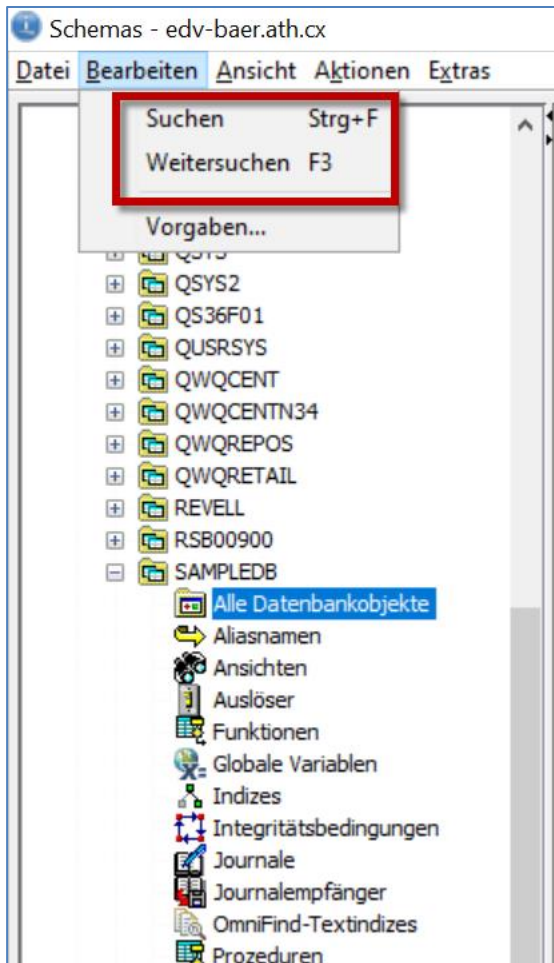 Schemas - edv-baer.ath.cx
Datei Bearbeiten Ansicht Aktionen Extras
Suchen Strg+F
Weitersuchen F3
Vorgaben...
QSYS
QSYS2
QS36F01
QUSRSYS
QWQCENT
QWQCENTN34
QWQREPOS
QWQRETAIL
REVELL
RSB00900
SAMPLEDB
Alle Datenbankobjekte
Aliasnamen
Ansichten
Auslöser
Funktionen
Globale Variablen
Indizes
Integritätsbedingungen
Journale
Journalempfänger
OmniFind-Textindizes
Prozeduren